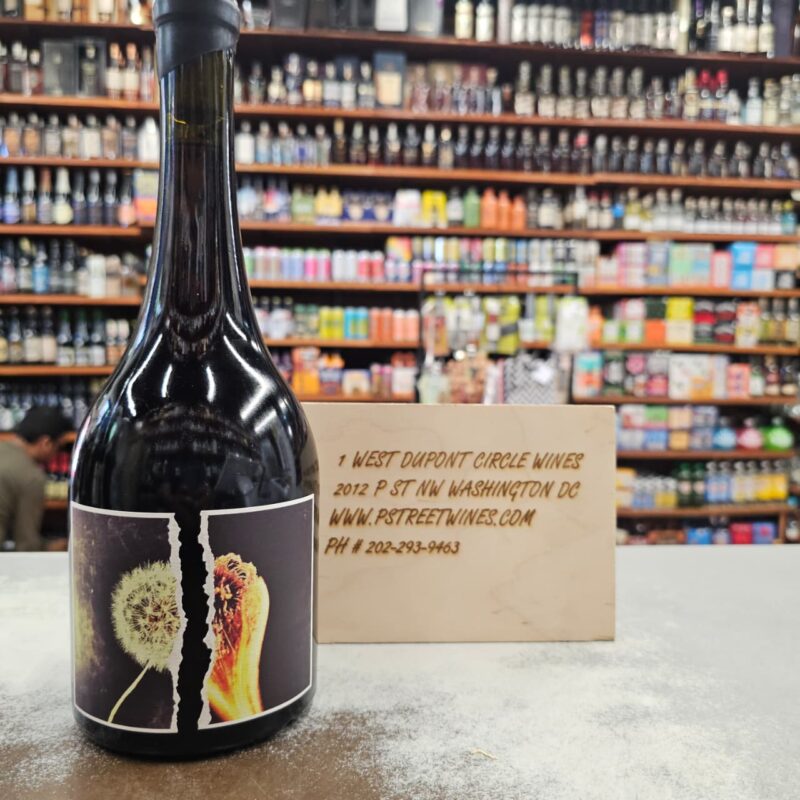 1 WEST DUPONT CIRCLE WINES
2012 P ST NW WASHINGTON DC
WWW.PSTREETWINES.COM
PH # 202-293-9463